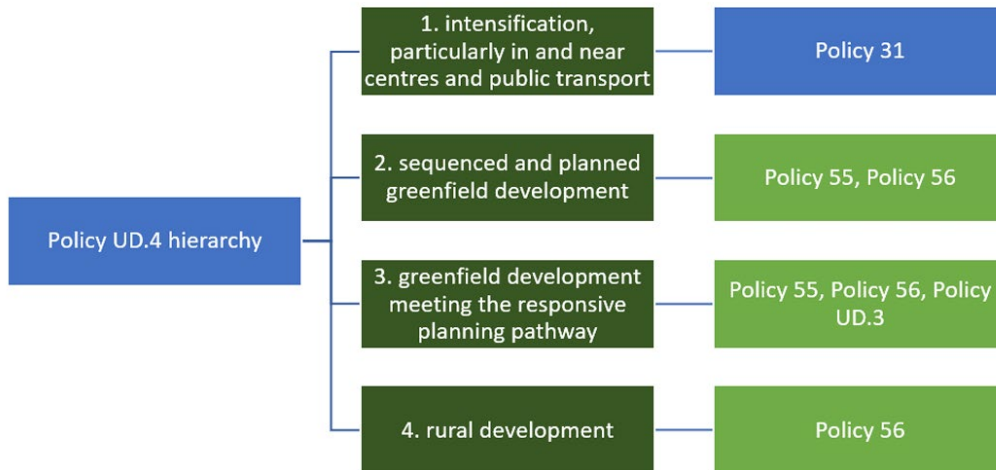 Policy UD.4 hierarchy
1. intensification,
particularly in and near
centres and public transport
Policy 31
2. sequenced and planned
greenfield development
Policy 55, Policy 56
3. greenfield development
meeting the responsive
planning pathway
Policy 55, Policy 56, Policy
UD.3
4. rural development
Policy 56